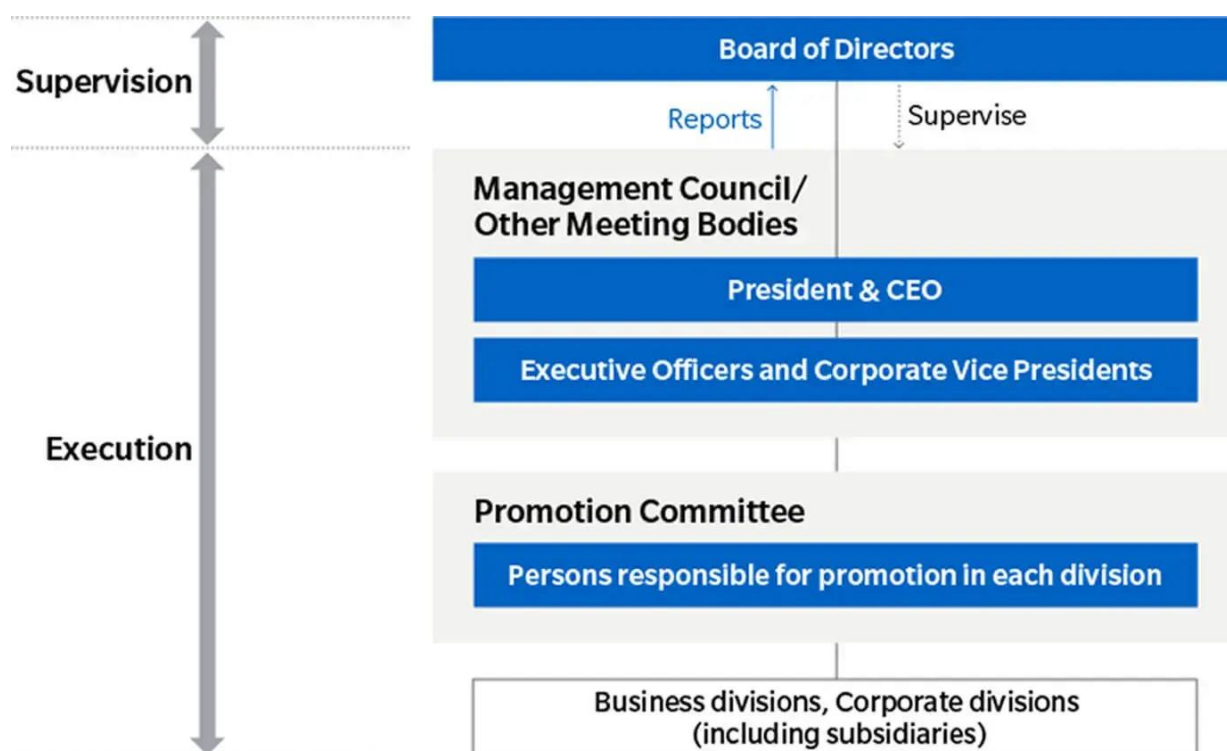 Board of Directors
Supervision
Reports
Supervise
Management Council/
Other Meeting Bodies
President & CEO
Executive Officers and Corporate Vice Presidents
Execution
Promotion Committee
Persons responsible for promotion in each division
Business divisions, Corporate divisions
(including subsidiaries)